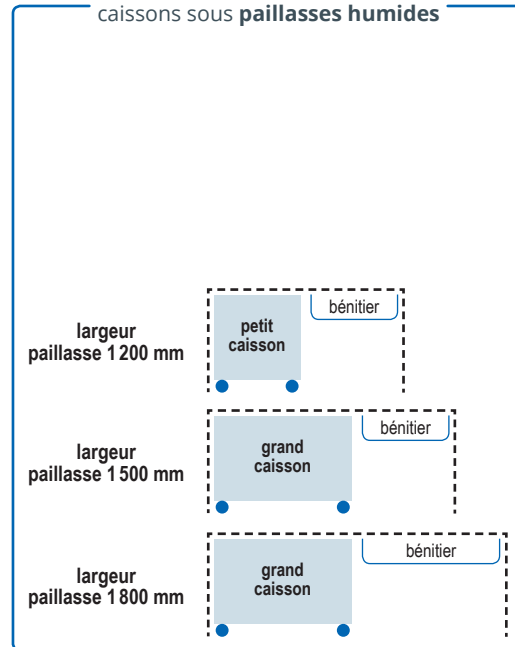 caissons sous paillasses humides
bénitier
petit
caisson
largeur
paillasse 1 200 mm
bénitier
grand
caisson
largeur
paillasse 1 500 mm
bénitier
grand
caisson
largeur
paillasse 1 800 mm